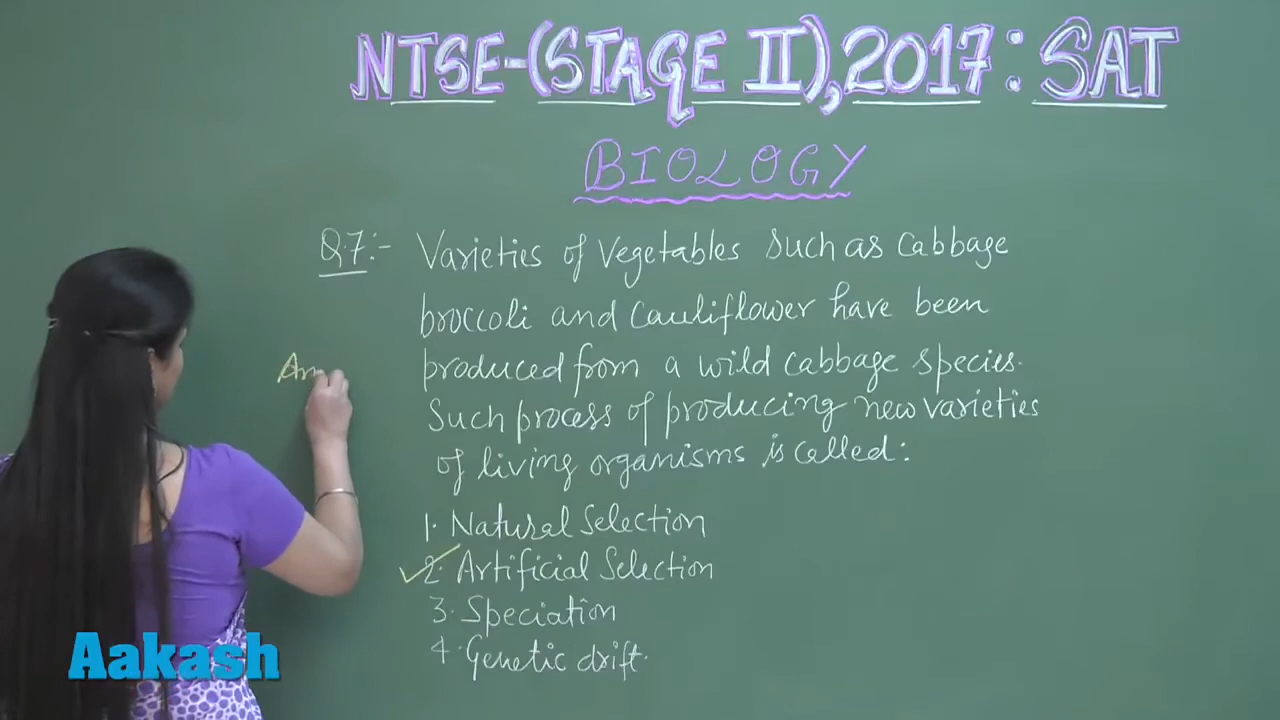 NTSE-(STAGE II), 2017: SAT
BIOLOGY
Q.7:- Varieties of vegetables such as cabbage
broccoli and cauliflower have been
produced from a wild cabbage species.
Such process of producing new varieties
of living organisms is called:
An
1. Natural Selection
2. Artificial Selection
3. Speciation
4. Genetic drift.
Aakash